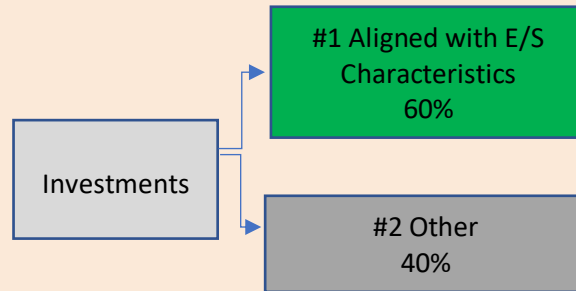 #1 Aligned with E/S
Characteristics
60%
Investments
#2 Other
40%